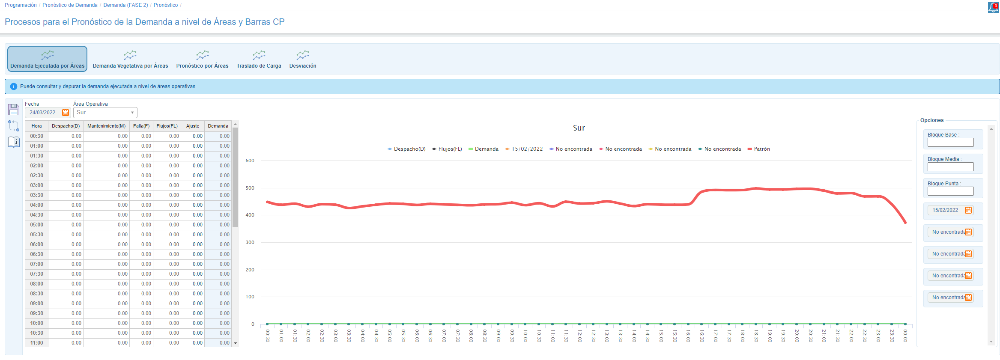 Programación / Pronóstico de Demanda / Demanda (FASE 2) / Pronóstico /
1
Procesos para el Pronóstico de la Demanda a nivel de Áreas y Barras CP
Demanda Ejecutada por Áreas Demanda Vegetativa por Áreas Pronóstico por Áreas Traslado de Carga Desviación
Puede consultar y depurar la demanda ejecutada a nivel de áreas operativas
Fecha Área Operativa
24/03/2022 Sur
Hora Despacho(D) Mantenimiento(M) Falla(F) Flujos(FL) Ajuste Demanda
00:30 0.00 0.00 0.00 0.00 0.00 0.00
01:00 0.00 0.00 0.00 0.00 0.00 0.00
01:30 0.00 0.00 0.00 0.00 0.00 0.00
02:00 0.00 0.00 0.00 0.00 0.00 0.00
02:30 0.00 0.00 0.00 0.00 0.00 0.00
03:00 0.00 0.00 0.00 0.00 0.00 0.00
03:30 0.00 0.00 0.00 0.00 0.00 0.00
04:00 0.00 0.00 0.00 0.00 0.00 0.00
04:30 0.00 0.00 0.00 0.00 0.00 0.00
05:00 0.00 0.00 0.00 0.00 0.00 0.00
05:30 0.00 0.00 0.00 0.00 0.00 0.00
06:00 0.00 0.00 0.00 0.00 0.00 0.00
06:30 0.00 0.00 0.00 0.00 0.00 0.00
07:00 0.00 0.00 0.00 0.00 0.00 0.00
07:30 0.00 0.00 0.00 0.00 0.00 0.00
08:00 0.00 0.00 0.00 0.00 0.00 0.00
08:30 0.00 0.00 0.00 0.00 0.00 0.00
09:00 0.00 0.00 0.00 0.00 0.00 0.00
09:30 0.00 0.00 0.00 0.00 0.00 0.00
10:00 0.00 0.00 0.00 0.00 0.00 0.00
10:30 0.00 0.00 0.00 0.00 0.00 0.00
11:00 0.00 0.00 0.00 0.00 0.00 0.00
Sur
Despacho(D) Flujos(FL) Demanda 15/02/2022 No encontrada No encontrada No encontrada No encontrada Patrón
600
500
400
300
200
100
0
00:30 01:00 01:30 02:00 02:30 03:00 03:30 04:00 04:30 05:00 05:30 06:00 06:30 07:00 07:30 08:00 08:30 09:00 09:30 10:00 10:30 11:00 11:30 12:00 12:30 13:00 13:30 14:00 14:30 15:00 15:30 16:00 16:30 17:00 17:30 18:00 18:30 19:00 19:30 20:00 20:30 21:00 21:30 22:00 22:30 23:00 23:30 00:00
Opciones
Bloque Base :
Bloque Media :
Bloque Punta :
15/02/2022
No encontrada
No encontrada
No encontrada
No encontrada